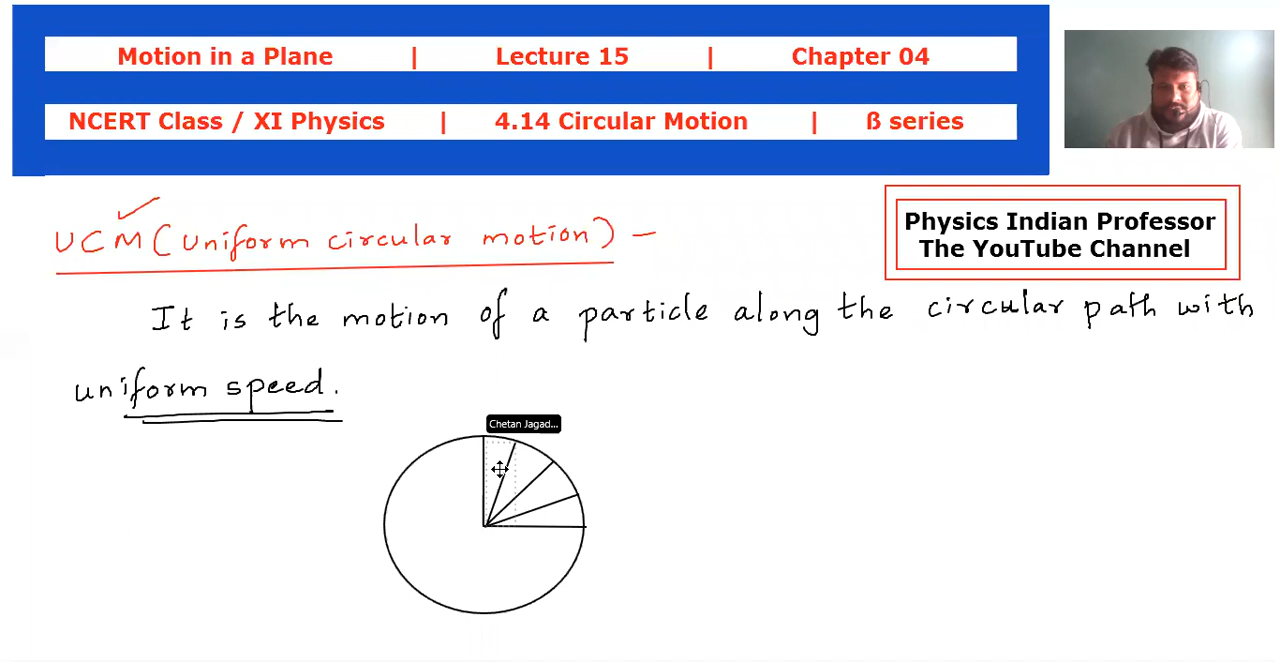 Motion in a Plane | Lecture 15 | Chapter 04
NCERT Class / XI Physics | 4.14 Circular Motion | ß series
Physics Indian Professor
The YouTube Channel
UCM (Uniform circular motion) —
It is the motion of a particle along the circular path with
uniform speed.
Chetan Jagad...